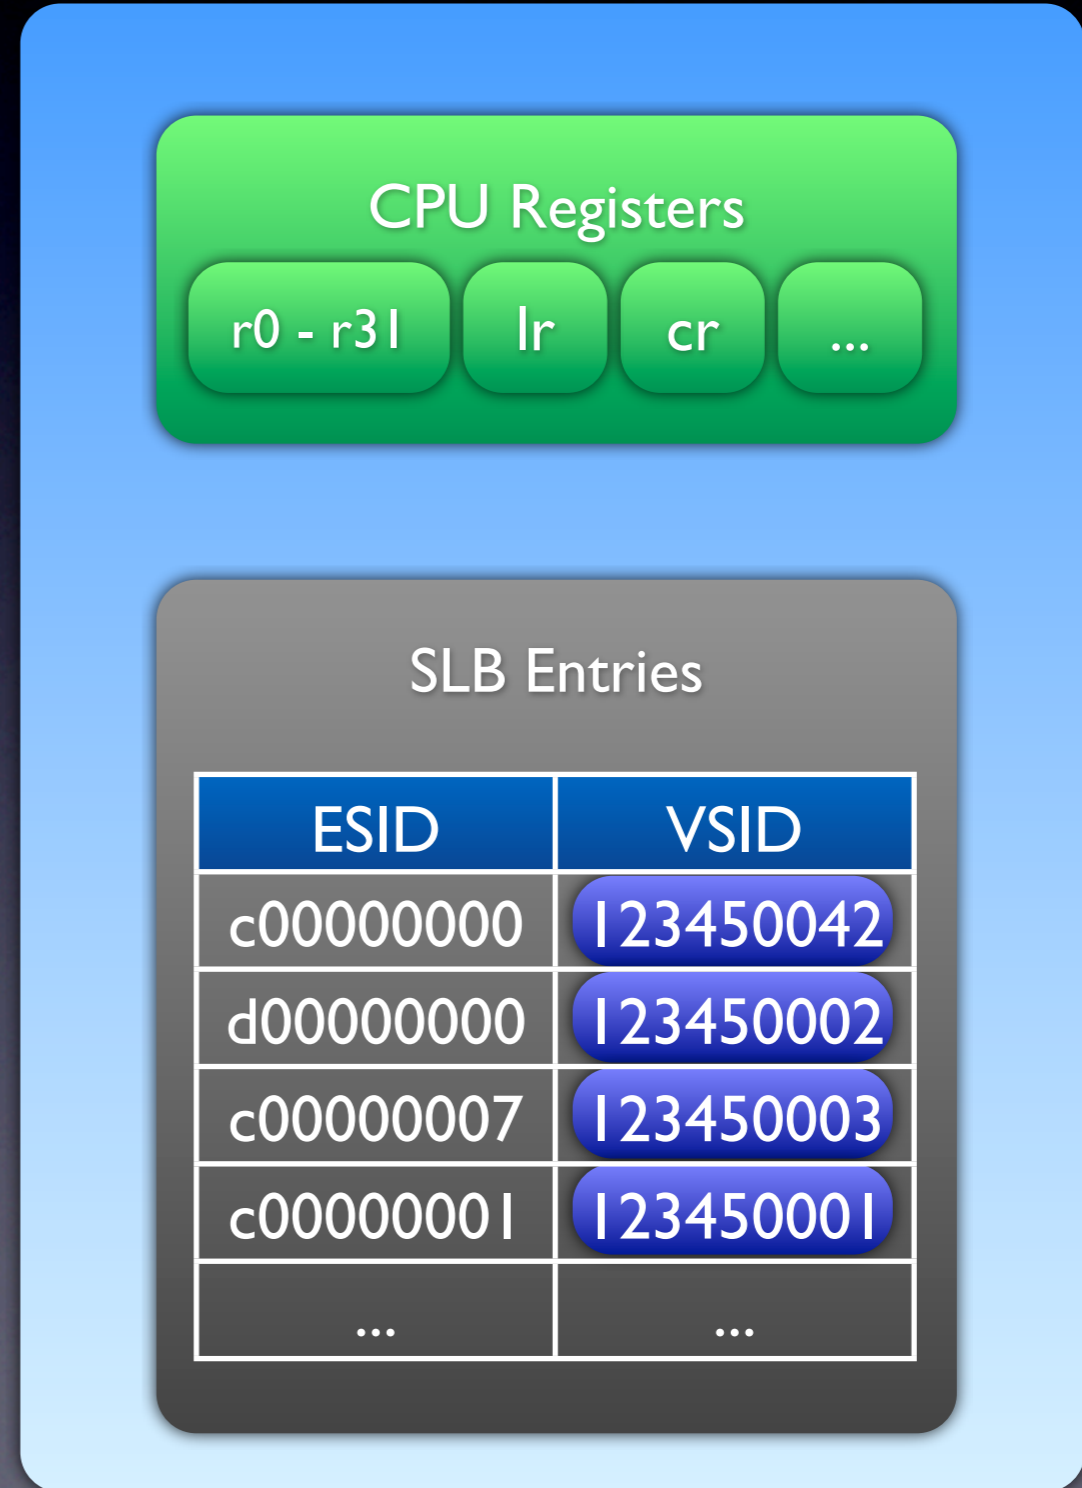 CPU Registers
r0 - r31 lr cr ...
SLB Entries
ESID VSID
c00000000 123450042
d00000000 123450002
c00000007 123450003
c00000001 123450001
... ...